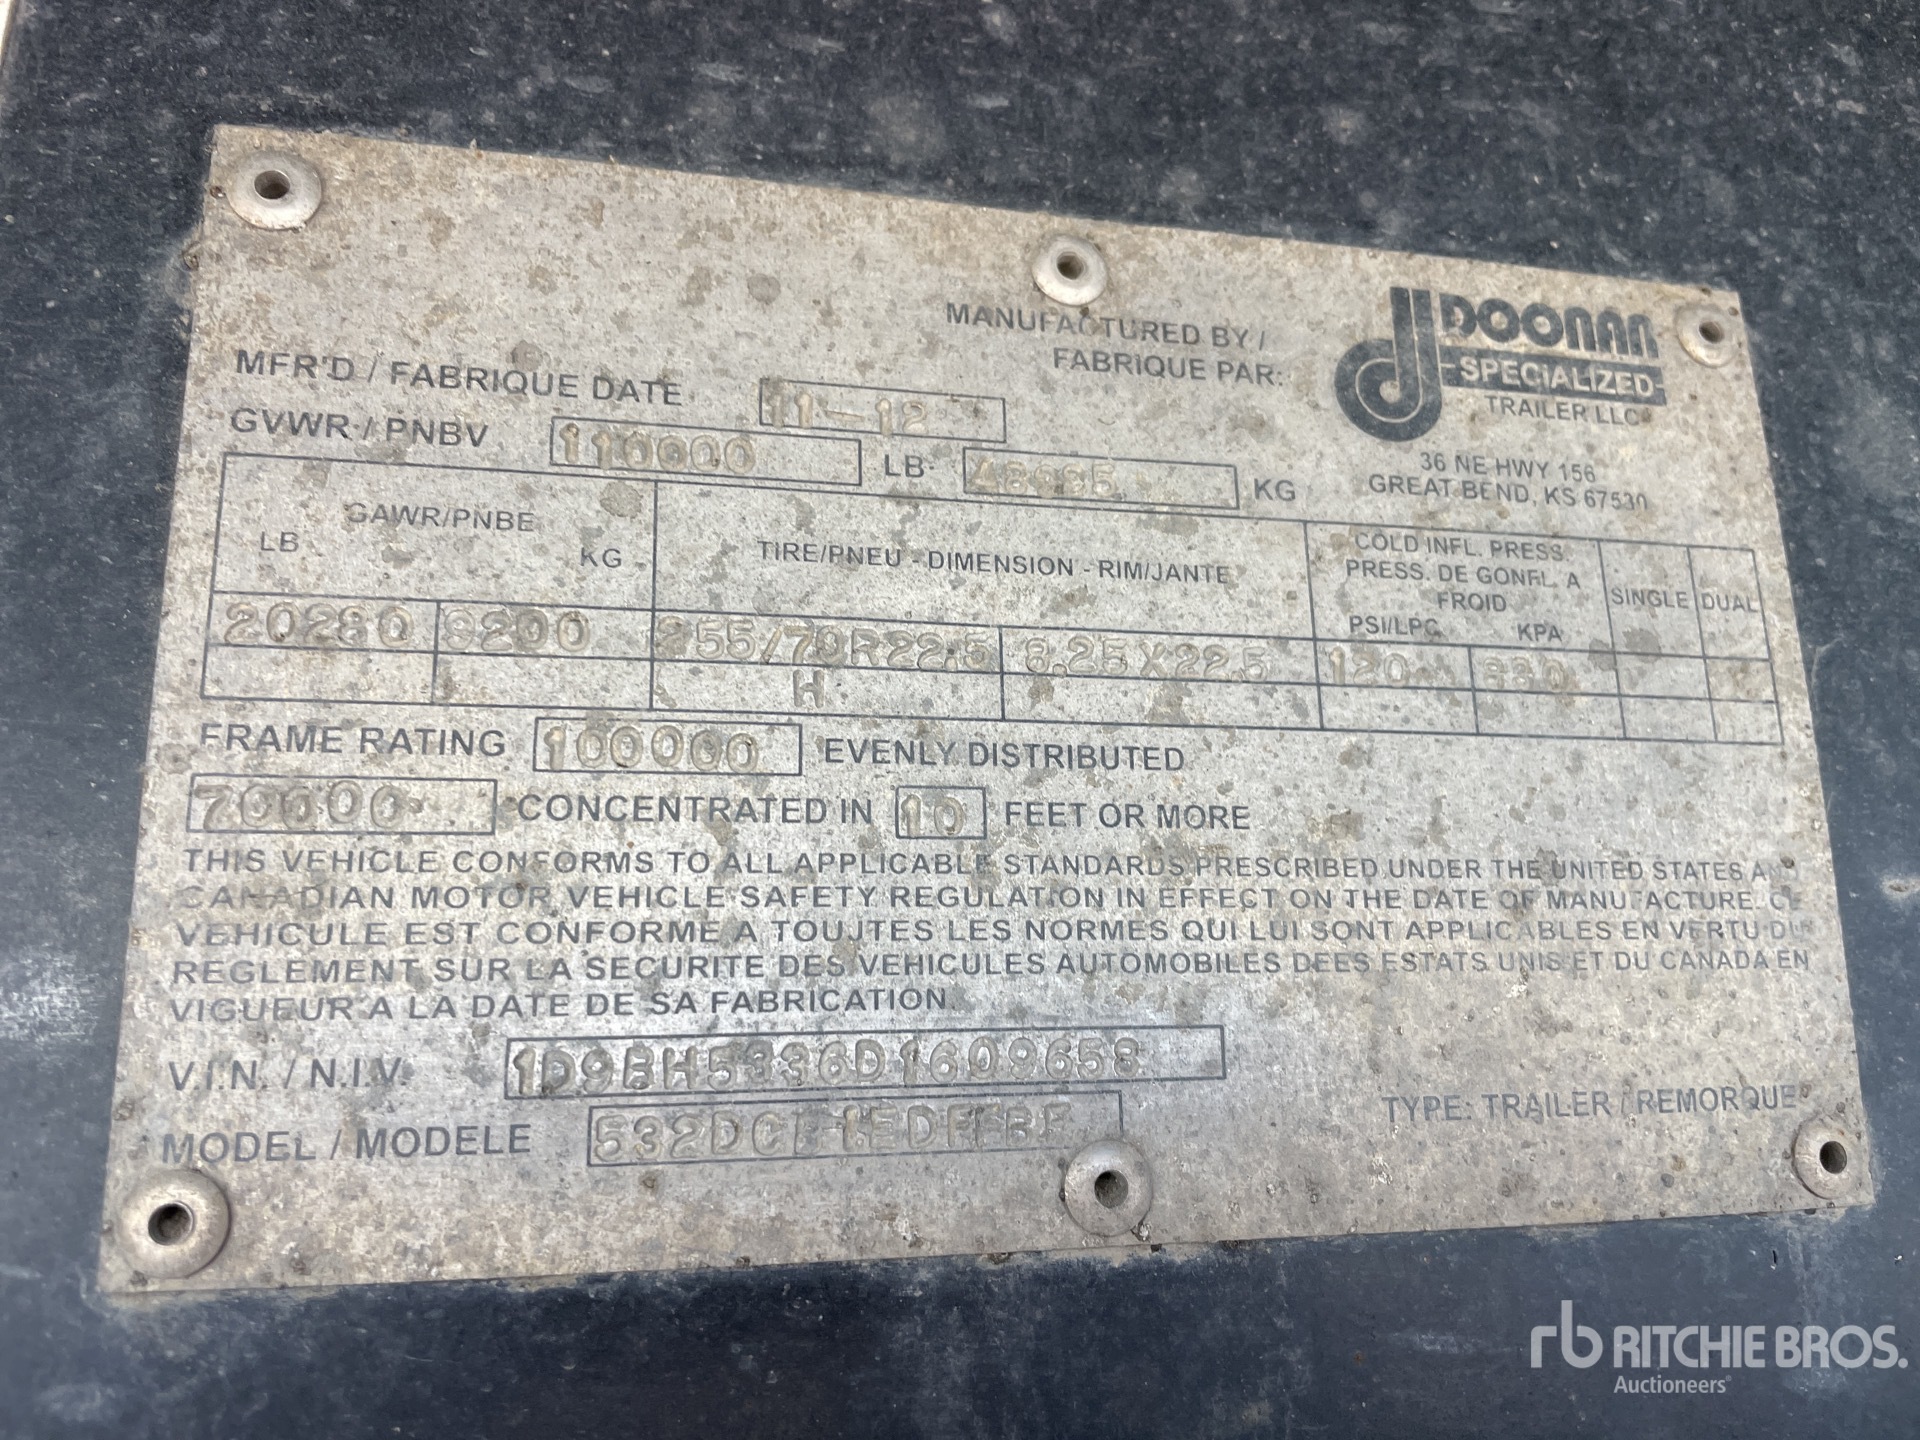 DOONAN
SPECIALIZED
TRAILER LLC
MANUFACTURED BY /
FABRIQUE PAR:
36 NE HWY 156
GREAT BEND, KS 67530
MFR'D / FABRIQUE DATE 11-12
GVWR / PNBV 110000 LB 48995 KG
GAWR/PNBE
LB KG
TIRE/PNEU - DIMENSION - RIM/JANTE
COLD INFL. PRESS.
PRESS. DE GONFL. A
FROID
PSI/LPC KPA
SINGLE DUAL
20280 9200 255/70R22.5 8.25X22.5 120 830 X
H
FRAME RATING 100000 EVENLY DISTRIBUTED
70000 CONCENTRATED IN 10 FEET OR MORE
THIS VEHICLE CONFORMS TO ALL APPLICABLE STANDARDS PRESCRIBED UNDER THE UNITED STATES AND
CANADIAN MOTOR VEHICLE SAFETY REGULATION IN EFFECT ON THE DATE OF MANUFACTURE. CE
VEHICULE EST CONFORME A TOUJTES LES NORMES QUI LUI SONT APPLICABLES EN VERTU DU
REGLEMENT SUR LA SECURITE DES VEHICULES AUTOMOBILES DEES ESTATS UNIS ET DU CANADA EN
VIGUEUR A LA DATE DE SA FABRICATION.
V.I.N. / N.I.V. 1D9BH5336D1609658
MODEL / MODELE
TYPE: TRAILER / REMORQUE
rb RITCHIE BROS.
Auctioneers